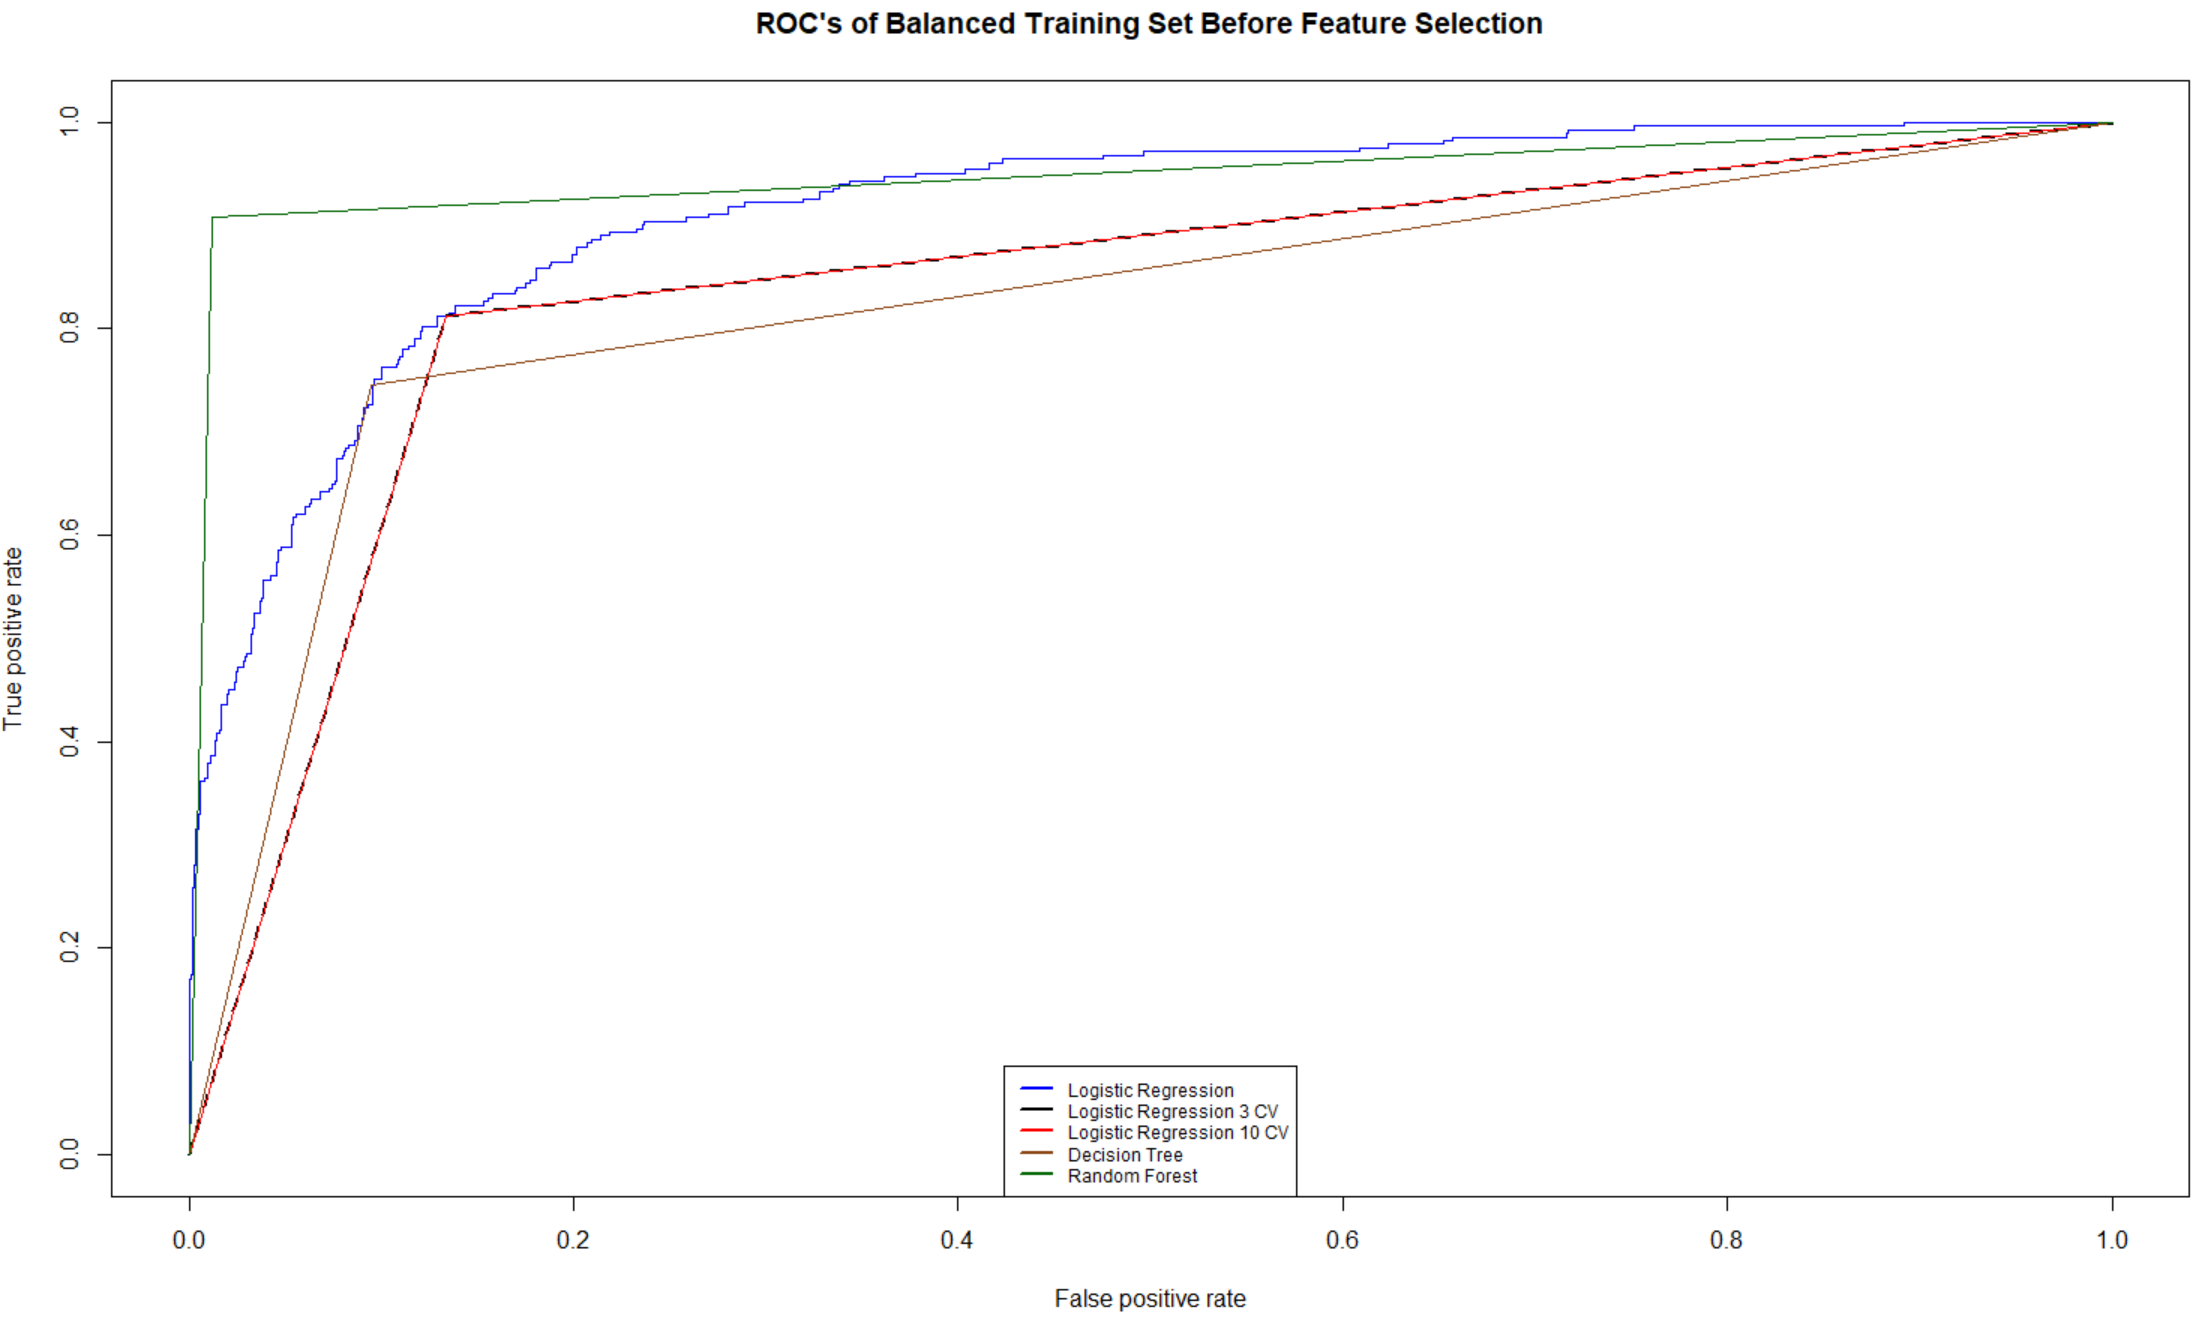 ROC's of Balanced Training Set Before Feature Selection
True positive rate
1.0
0.8
0.6
0.4
0.2
0.0
Logistic Regression
Logistic Regression 3 CV
Logistic Regression 10 CV
Decision Tree
Random Forest
0.0 0.2 0.4 0.6 0.8 1.0
False positive rate